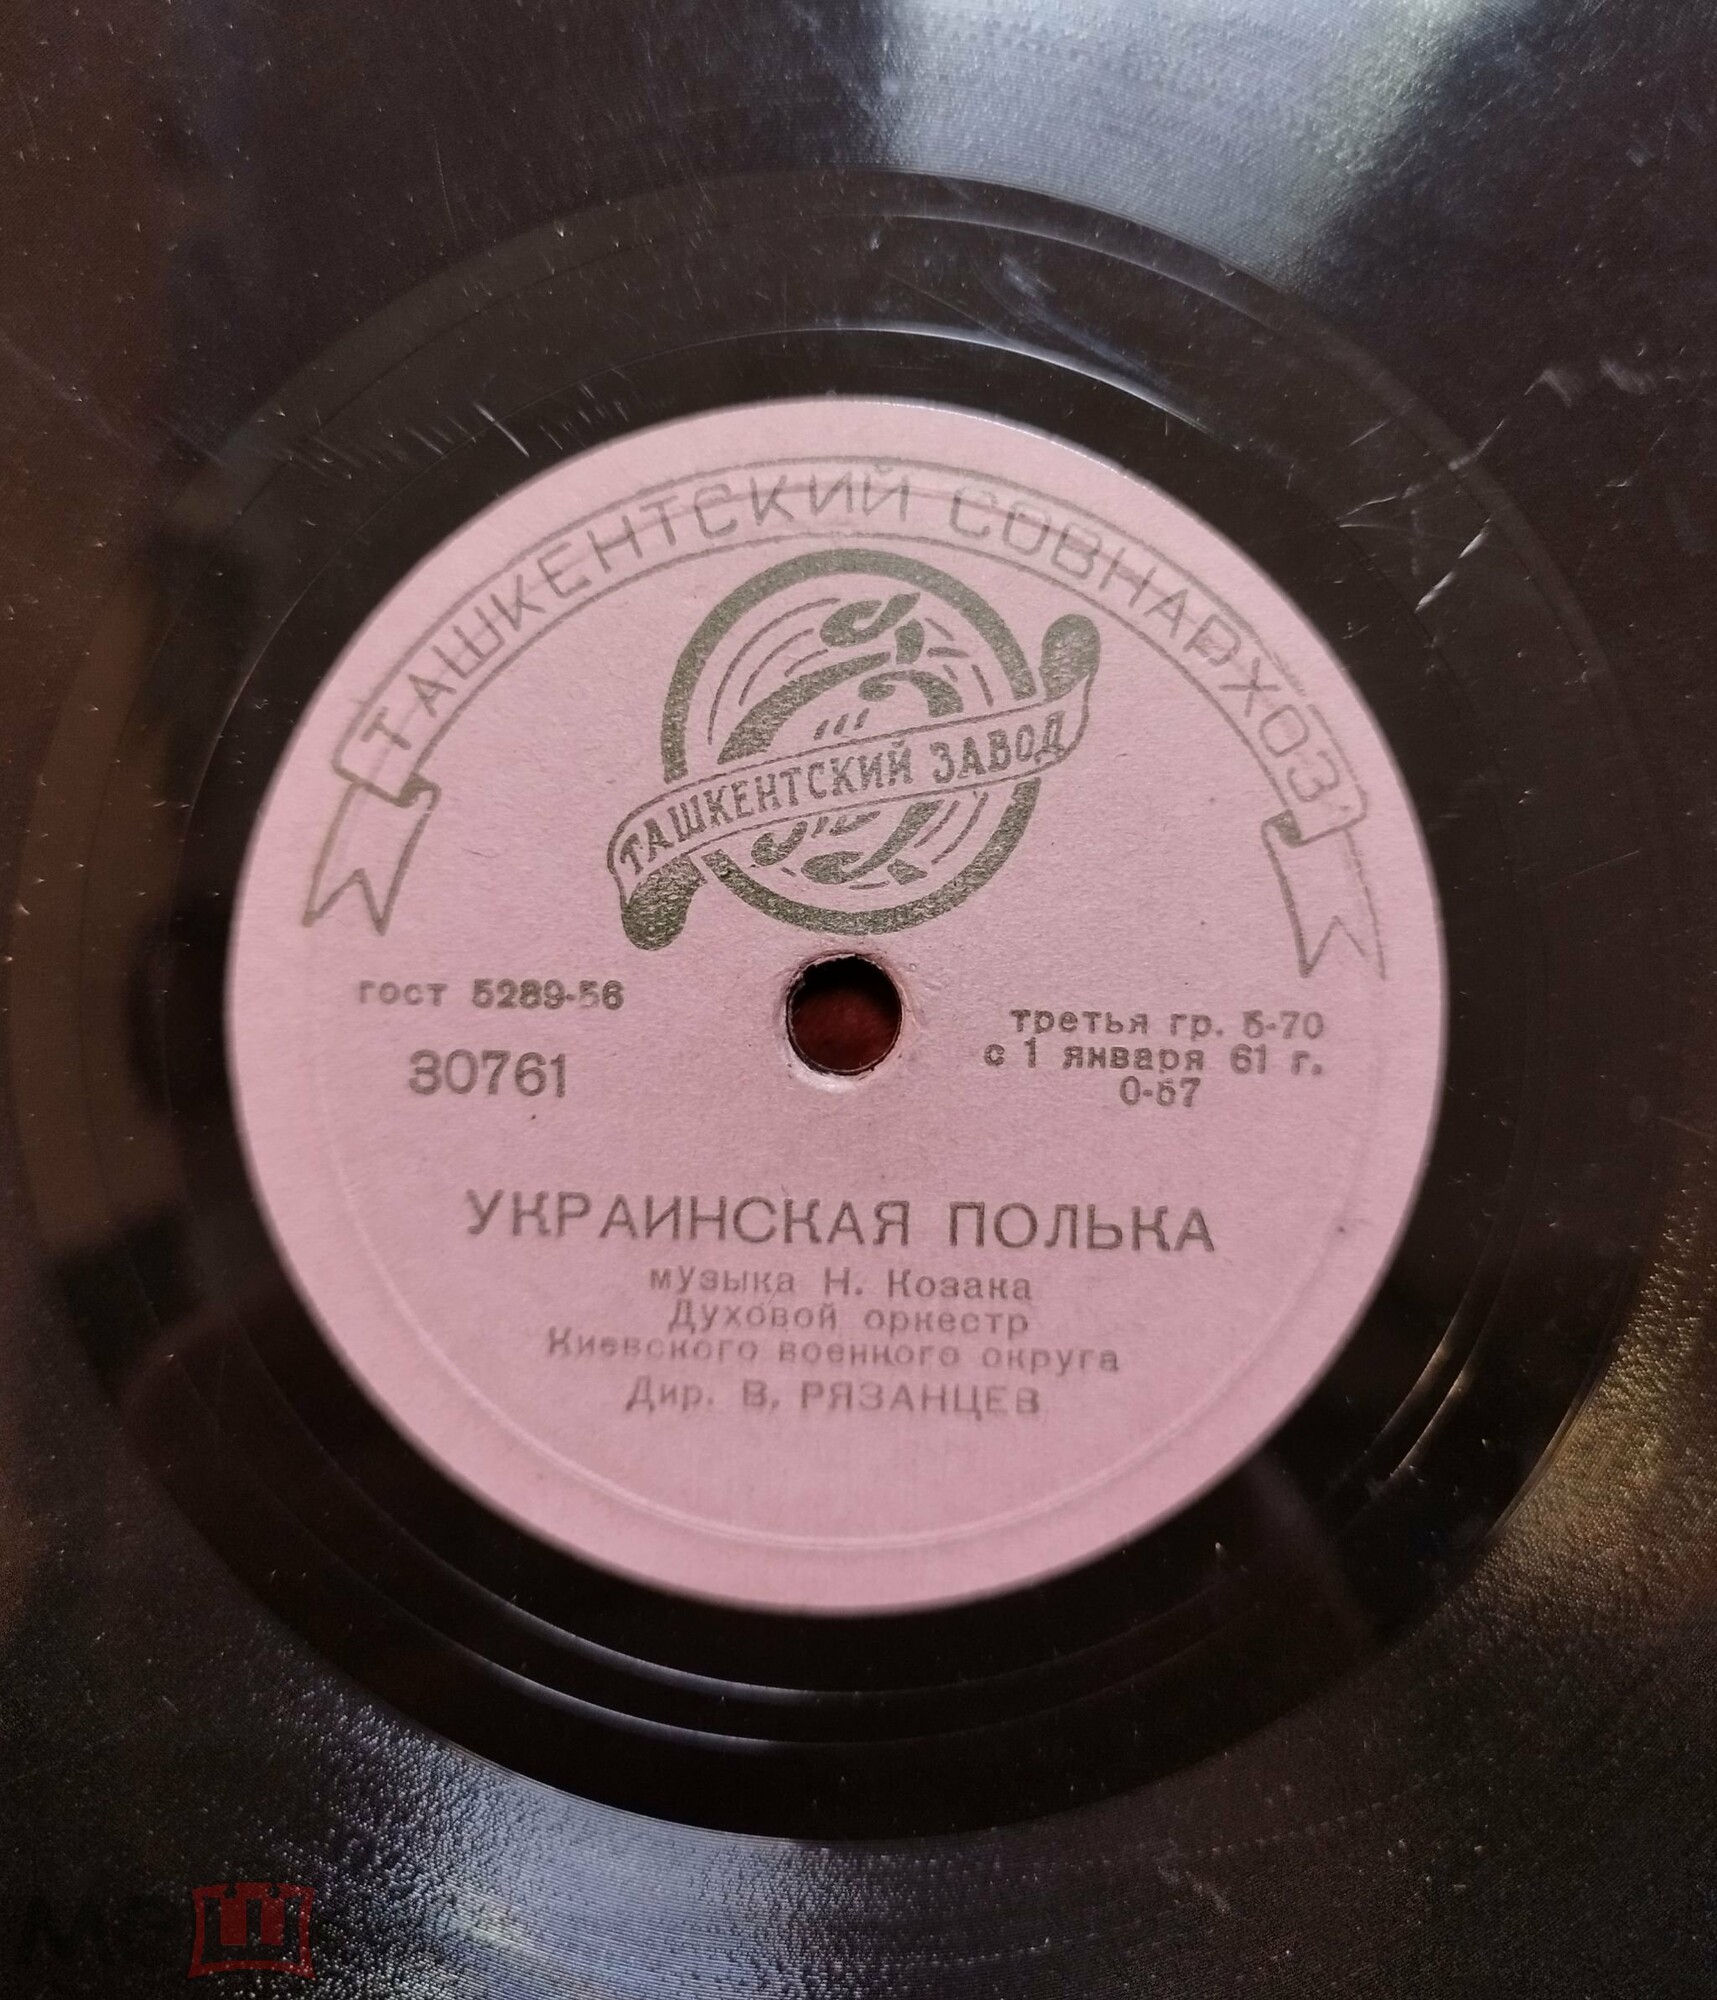 ТАШКЕНТСКИЙ СОВНАРХОЗ
ТАШКЕНТСКИЙ ЗАВОД
гост 5289-56
30761
третья гр. 5-70
с 1 января 61 г.
0-57
УКРАИНСКАЯ ПОЛЬКА
музыка Н. Козака
Духовой оркестр
Киевского военного округа
Дир. В. РЯЗАНЦЕВ